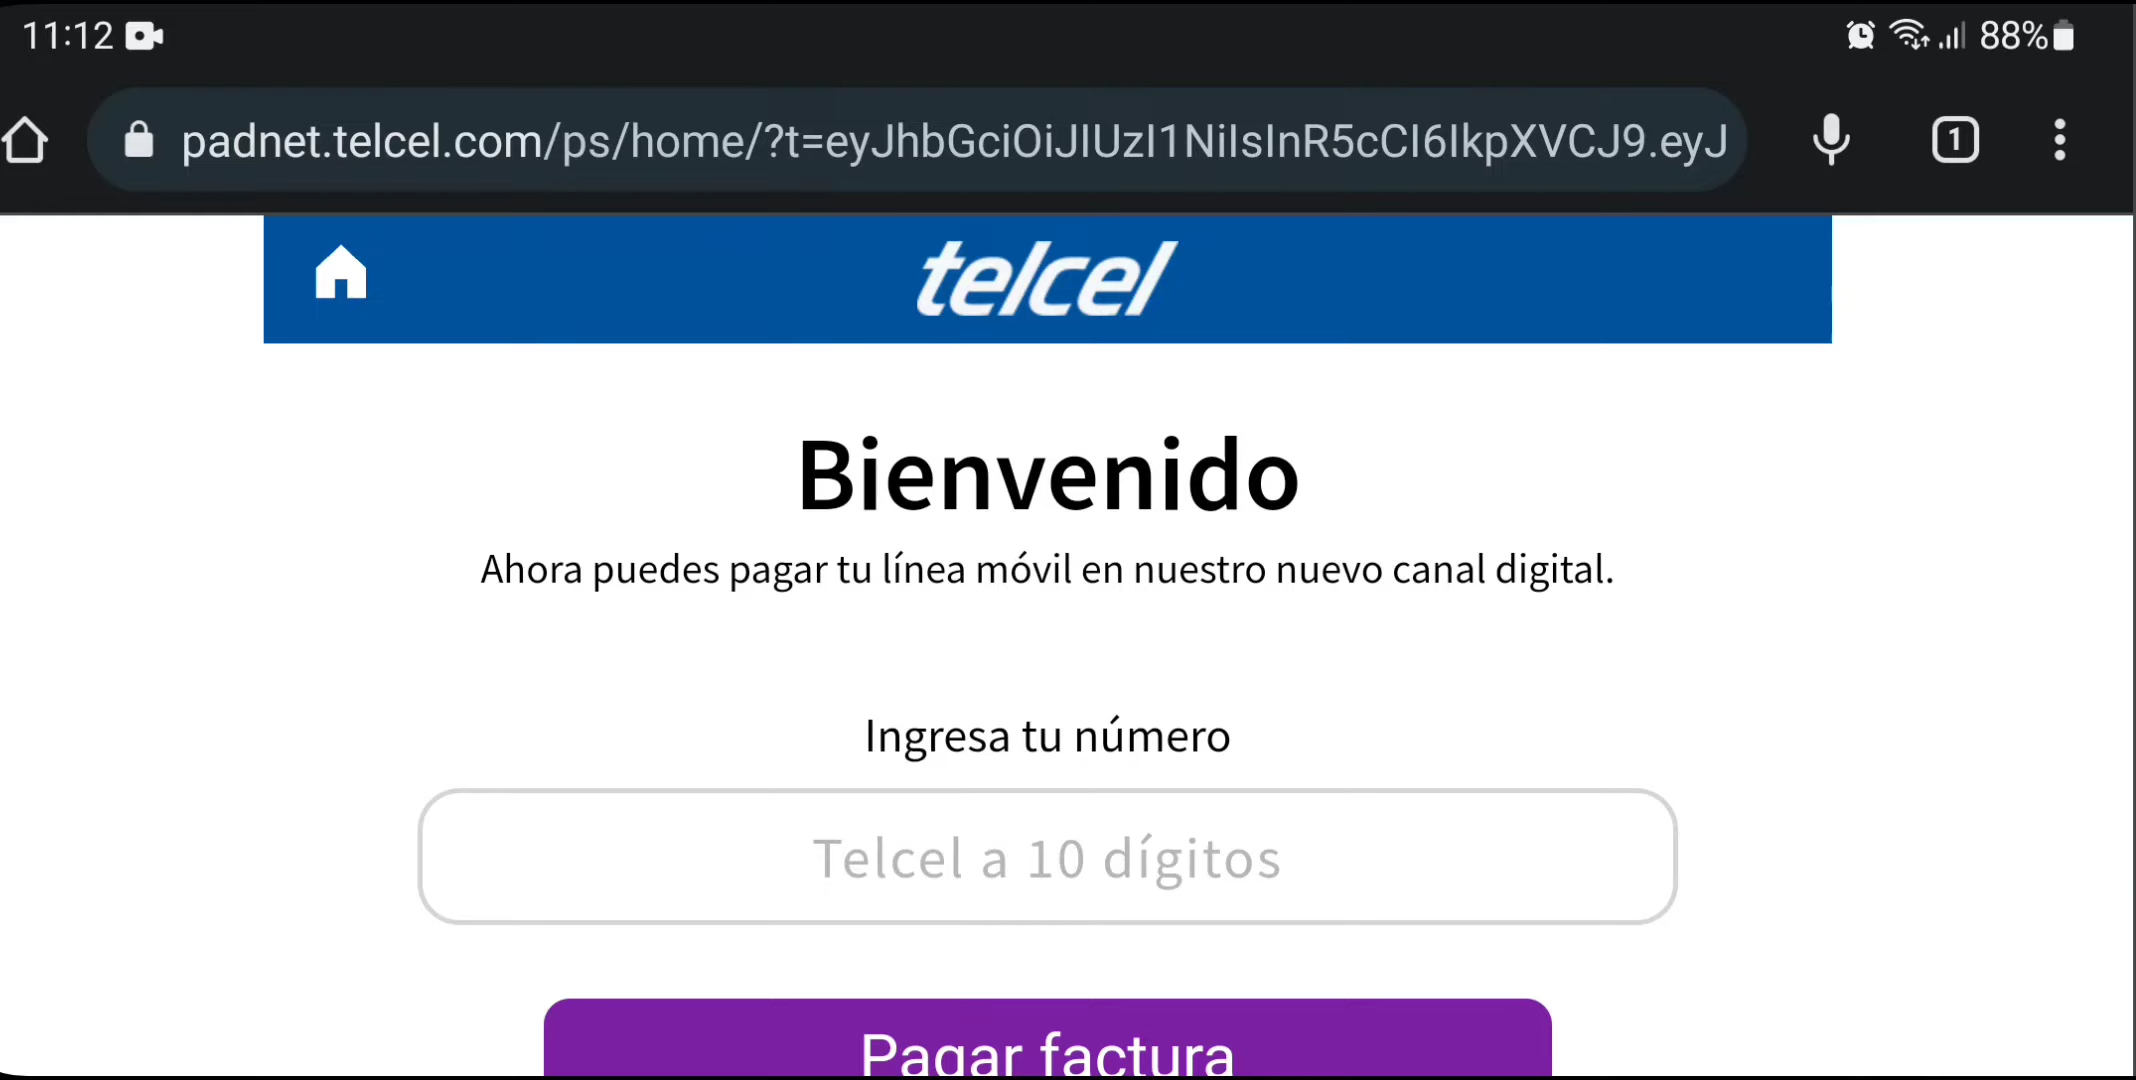 11:12 88%
padnet.telcel.com/ps/home/?t=eyJhbGciOiJIUzI1NiIsInR5cCI6IkpXVCJ9.eyJ
1
telcel
Bienvenido
Ahora puedes pagar tu línea móvil en nuestro nuevo canal digital.
Ingresa tu número
Telcel a 10 dígitos
Pagar factura